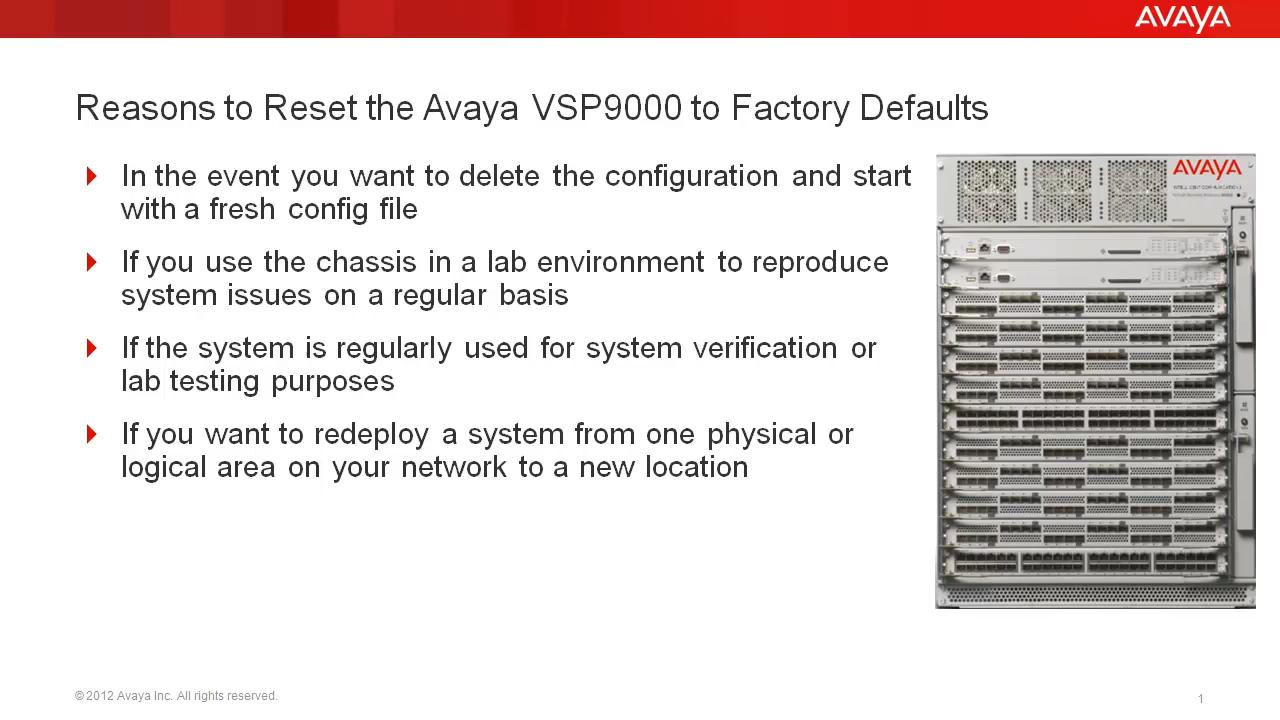 AVAYA
Reasons to Reset the Avaya VSP9000 to Factory Defaults
In the event you want to delete the configuration and start
with a fresh config file
If you use the chassis in a lab environment to reproduce
system issues on a regular basis
If the system is regularly used for system verification or
lab testing purposes
If you want to redeploy a system from one physical or
logical area on your network to a new location
AVAYA
© 2012 Avaya Inc. All rights reserved.
1